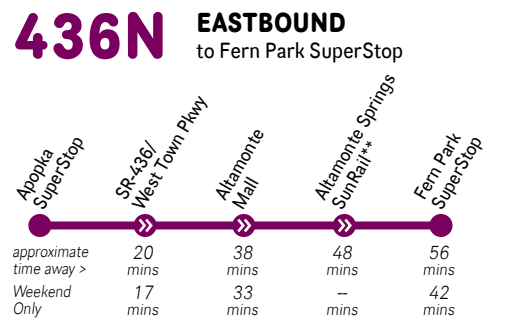 436N
EASTBOUND
to Fern Park SuperStop
Apopka
SuperStop
SR-436/
West Town Pkwy
Altamonte
Mall
Altamonte Springs
SunRail**
Fern Park
SuperStop
approximate
time away >
20
mins
38
mins
48
mins
56
mins
Weekend
Only
17
mins
33
mins
--
mins
42
mins